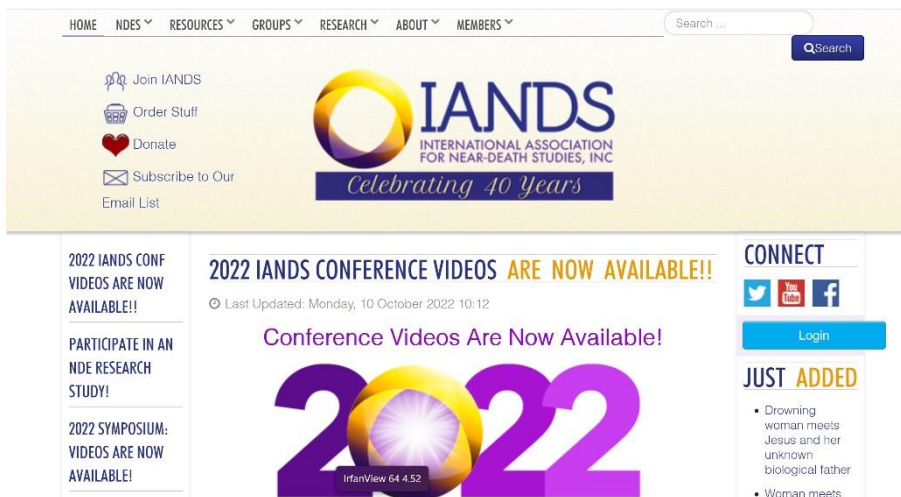 HOME NDES RESOURCES GROUPS RESEARCH ABOUT MEMBERS Search ...
Search
Join IANDS
Order Stuff
Donate
Subscribe to Our
Email List
IANDS
INTERNATIONAL ASSOCIATION
FOR NEAR-DEATH STUDIES, INC
Celebrating 40 Years
2022 IANDS CONF
VIDEOS ARE NOW
AVAILABLE!!
PARTICIPATE IN AN
NDE RESEARCH
STUDY!
2022 SYMPOSIUM:
VIDEOS ARE NOW
AVAILABLE!
2022 IANDS CONFERENCE VIDEOS ARE NOW AVAILABLE!!
Last Updated: Monday, 10 October 2022 10:12
Conference Videos Are Now Available!
2022
IrfanView 64 4.52
CONNECT
You
Tube
Login
JUST ADDED
Drowning
woman meets
Jesus and her
unknown
biological father
Woman meets